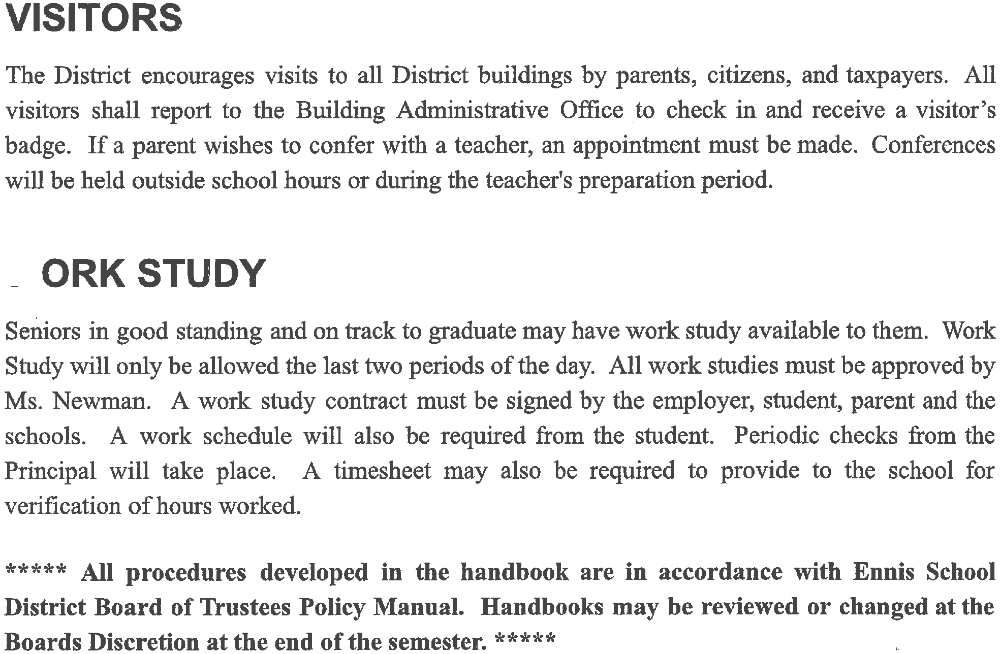 VISITORS
The District encourages visits to all District buildings by parents, citizens, and taxpayers. All
visitors shall report to the Building Administrative Office to check in and receive a visitor’s
badge. If a parent wishes to confer with a teacher, an appointment must be made. Conferences
will be held outside school hours or during the teacher's preparation period.
ORK STUDY
Seniors in good standing and on track to graduate may have work study available to them. Work
Study will only be allowed the last two periods of the day. All work studies must be approved by
Ms. Newman. A work study contract must be signed by the employer, student, parent and the
schools. A work schedule will also be required from the student. Periodic checks from the
Principal will take place. A timesheet may also be required to provide to the school for
verification of hours worked.
***** All procedures developed in the handbook are in accordance with Ennis School
District Board of Trustees Policy Manual. Handbooks may be reviewed or changed at the
Boards Discretion at the end of the semester. *****